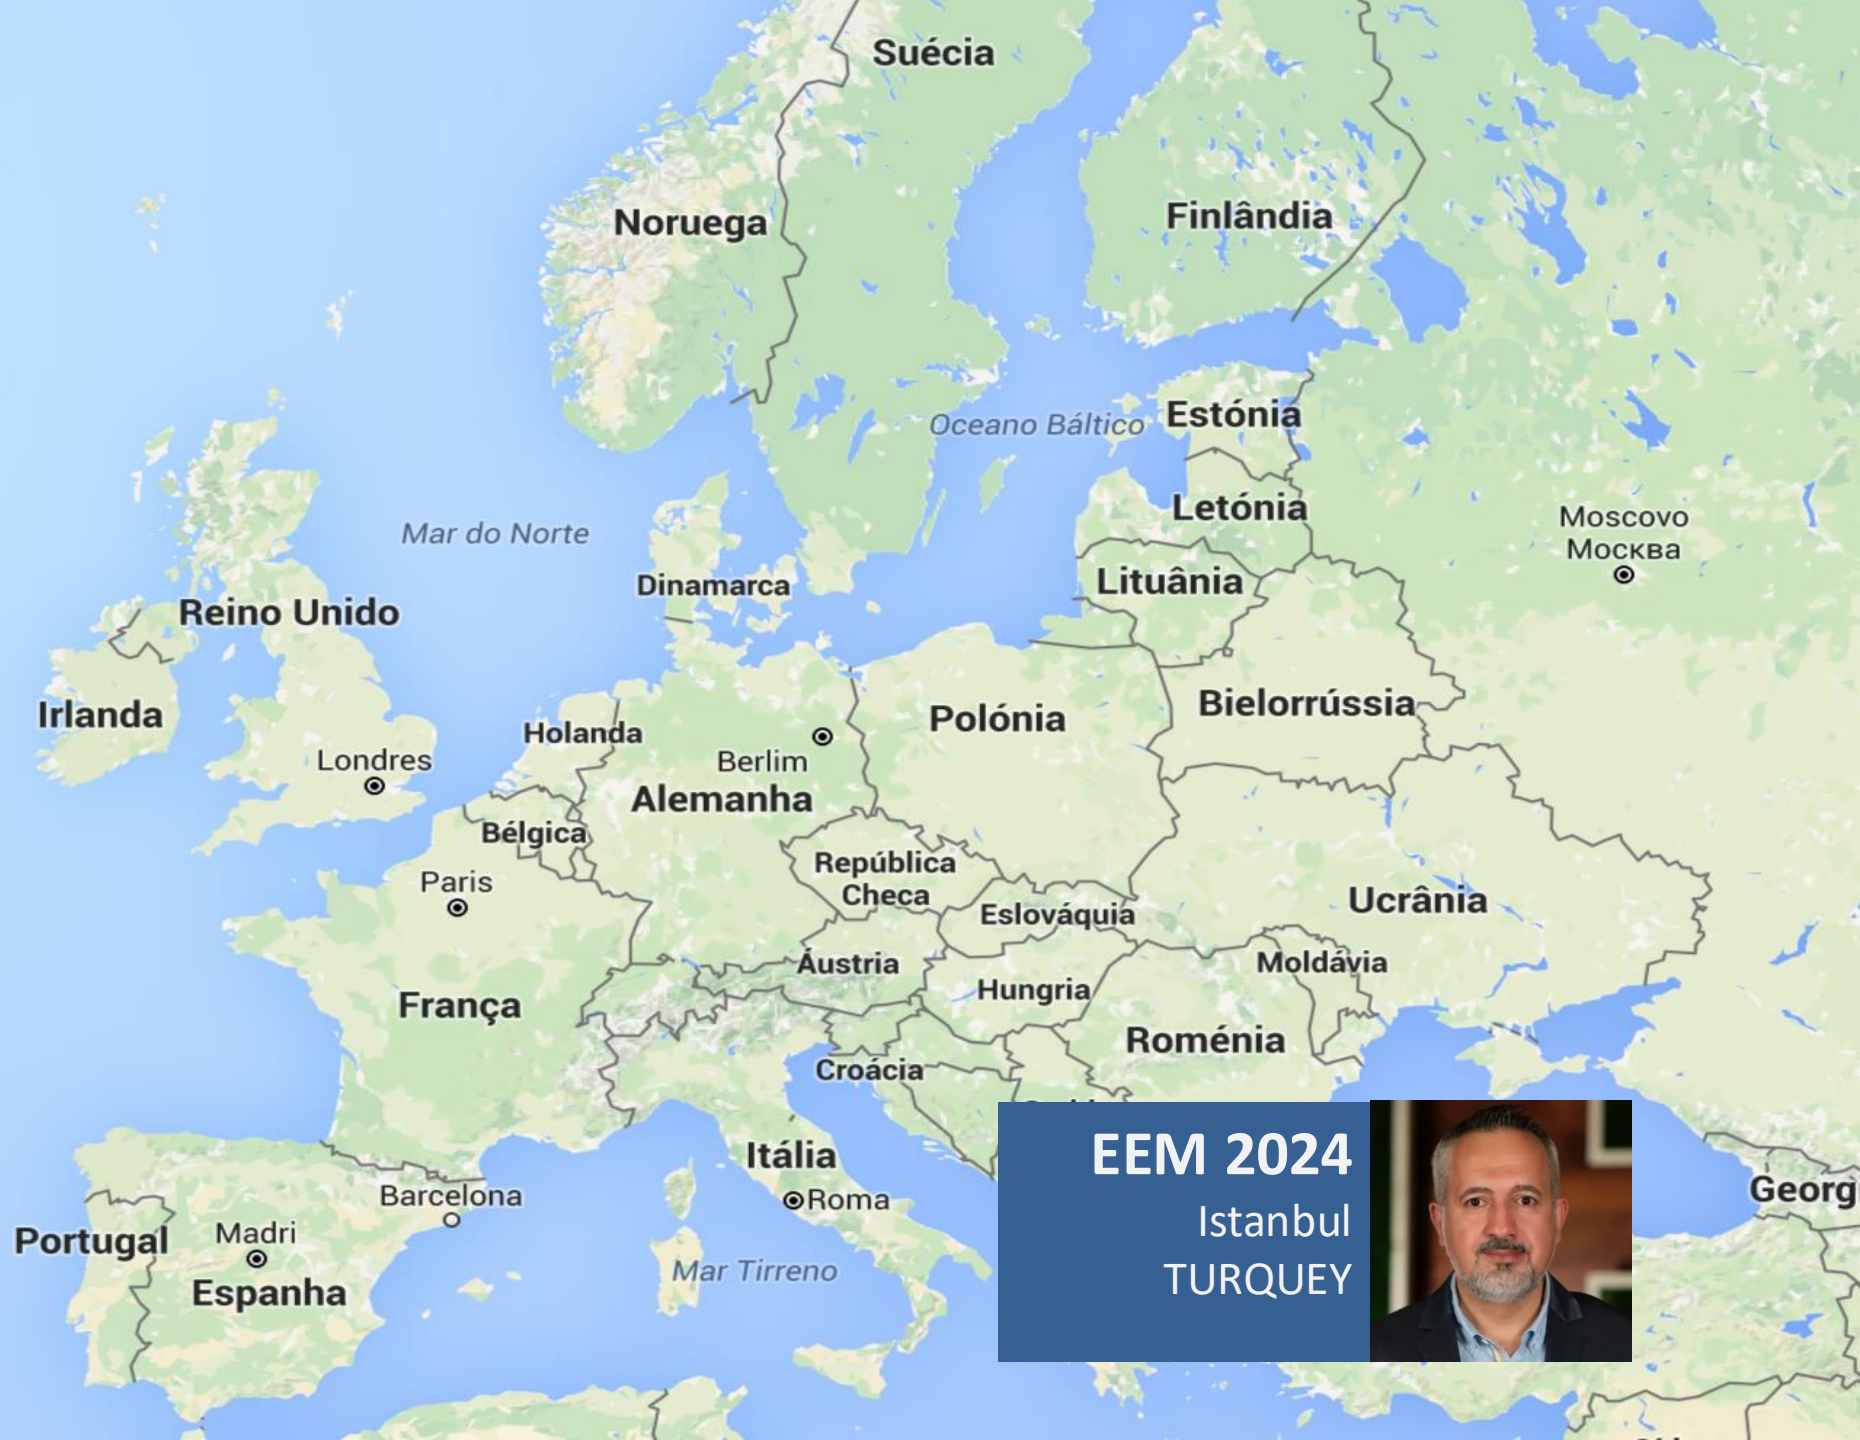 Suécia
Noruega
Finlândia
Oceano Báltico
Estónia
Letónia
Moscovo
Москва
Mar do Norte
Dinamarca
Lituânia
Reino Unido
Irlanda
Bielorrússia
Polónia
Holanda
Londres
Berlim
Alemanha
Bélgica
República
Checa
Paris
Eslováquia
Ucrânia
Áustria
Moldávia
Hungria
França
Roménia
Croácia
Itália
Roma
Barcelona
Portugal
Madri
Espanha
Mar Tirreno
EEM 2024
Istanbul
TURQUEY
Georg